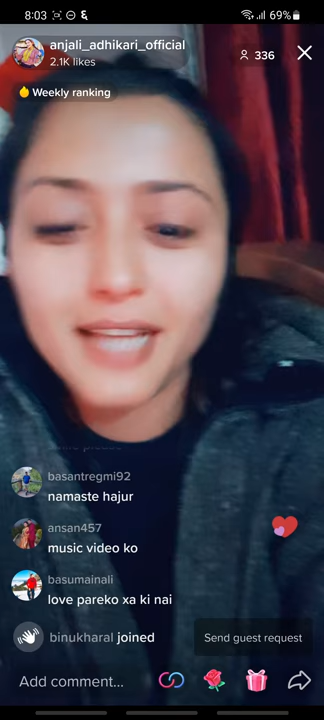 8:03 69%
anjali_adhikari_official
2.1K likes
336
Weekly ranking
basantregmi92
namaste hajur
ansan457
music video ko
basumainali
love pareko xa ki nai
binukharal joined
Send guest request
Add comment...